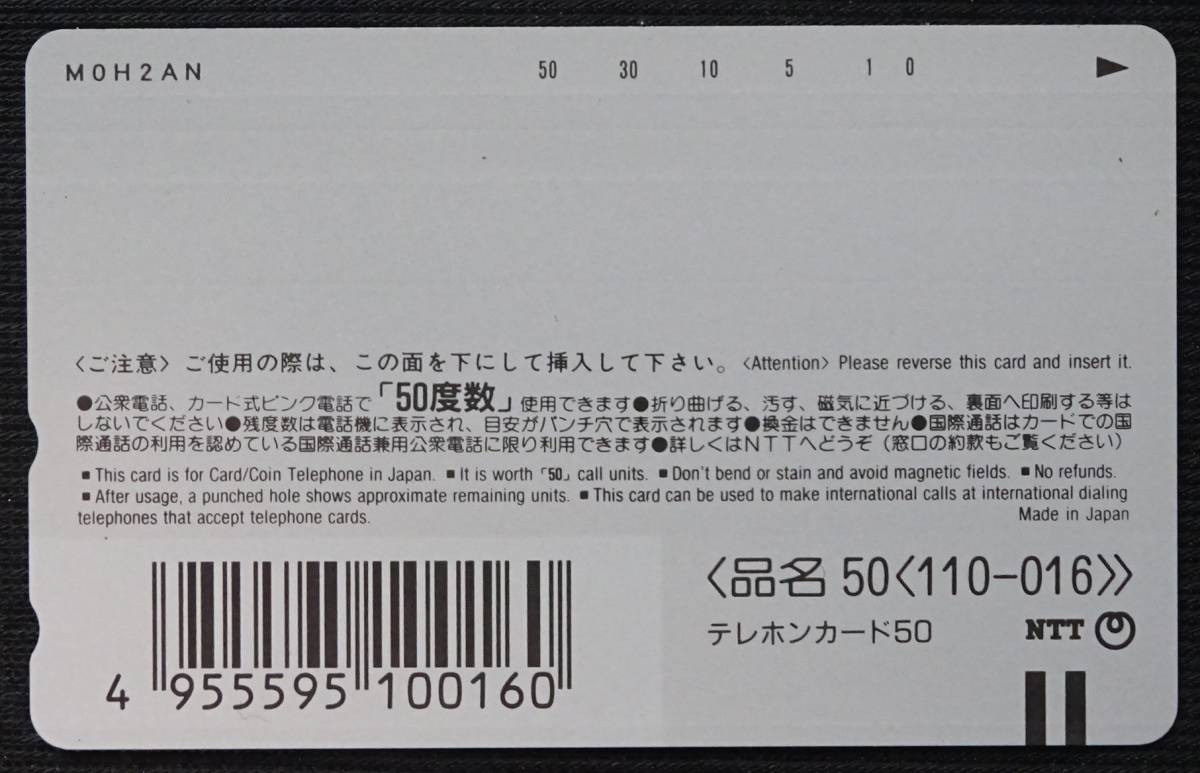 M0H2AN 50 30 10 5 1 0
〈ご注意〉ご使用の際は、この面を下にして挿入して下さい。〈Attention〉Please reverse this card and insert it.
●公衆電話、カード式ピンク電話で「50度数」使用できます●折り曲げる、汚す、磁気に近づける、裏面へ印刷する等は
しないでください●残度数は電話機に表示され、目安がパンチ穴で表示されます●換金はできません●国際通話はカードでの国
際通話の利用を認めている国際通話兼用公衆電話に限り利用できます●詳しくはNTTへどうぞ(窓口の約款もご覧ください)
■This card is for Card/Coin Telephone in Japan. ■It is worth「50」call units. ■Don't bend or stain and avoid magnetic fields. ■No refunds.
■After usage, a punched hole shows approximate remaining units. ■This card can be used to make international calls at international dialing
telephones that accept telephone cards. Made in Japan
〈品名 50〈110-016〉〉
テレホンカード50 NTT
4 955595 100160